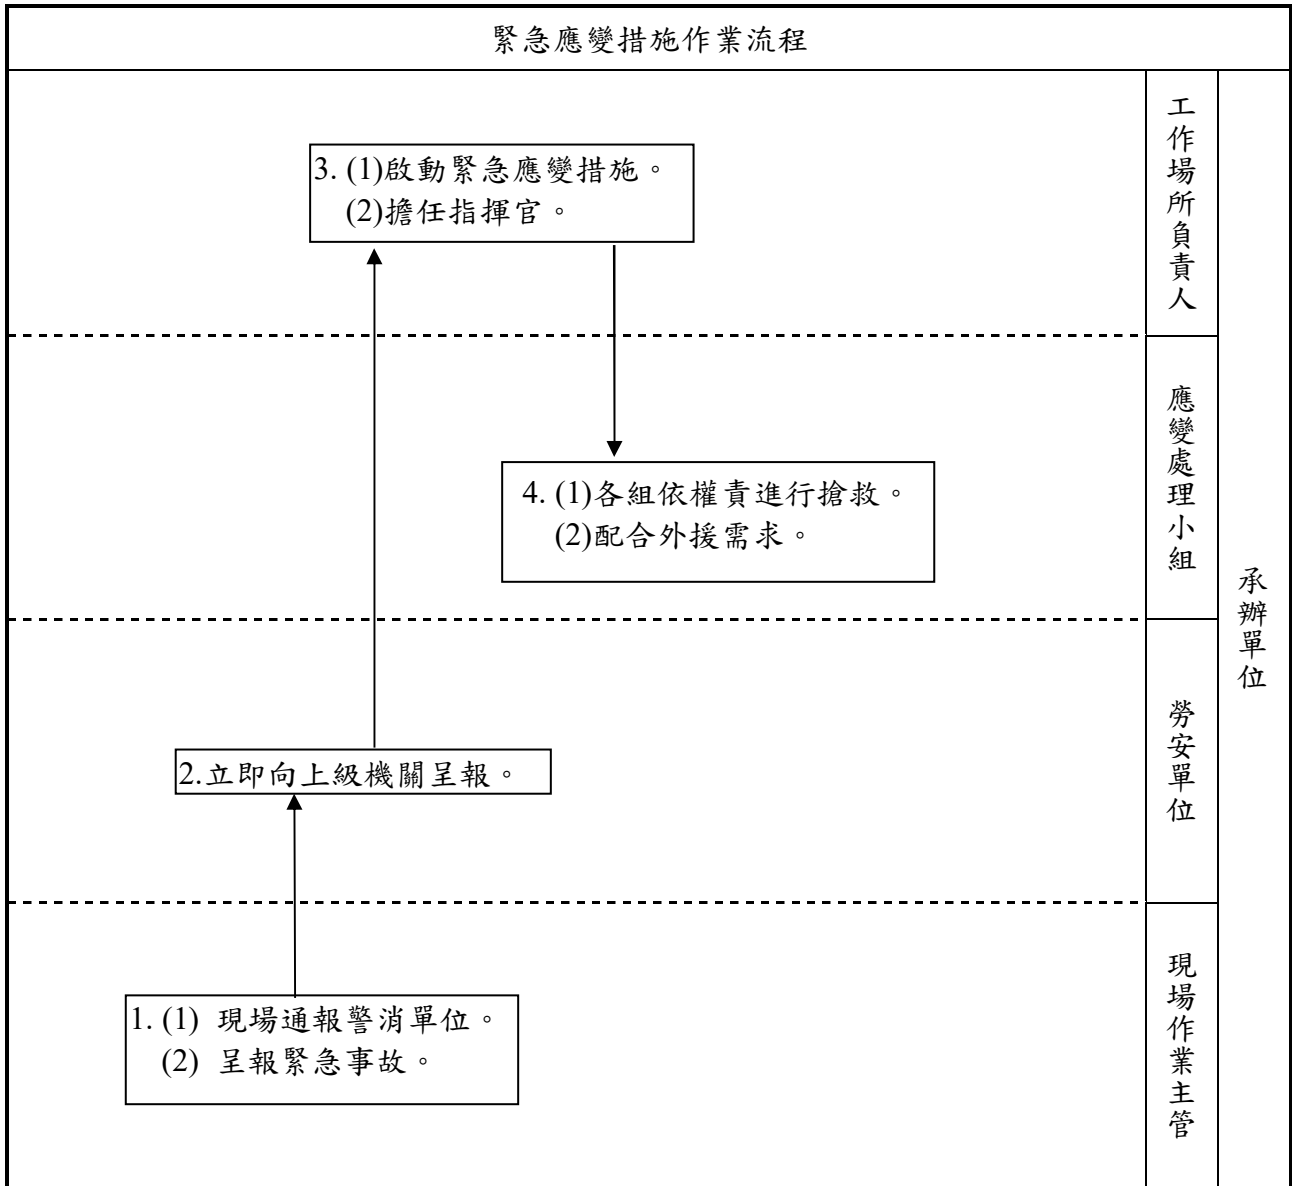 緊急應變措施作業流程
3. (1)啟動緊急應變措施。
(2)擔任指揮官。
工作場所負責人
4. (1)各組依權責進行搶救。
(2)配合外援需求。
應變處理小組
承辦單位
2.立即向上級機關呈報。
勞安單位
1. (1) 現場通報警消單位。
(2) 呈報緊急事故。
現場作業主管